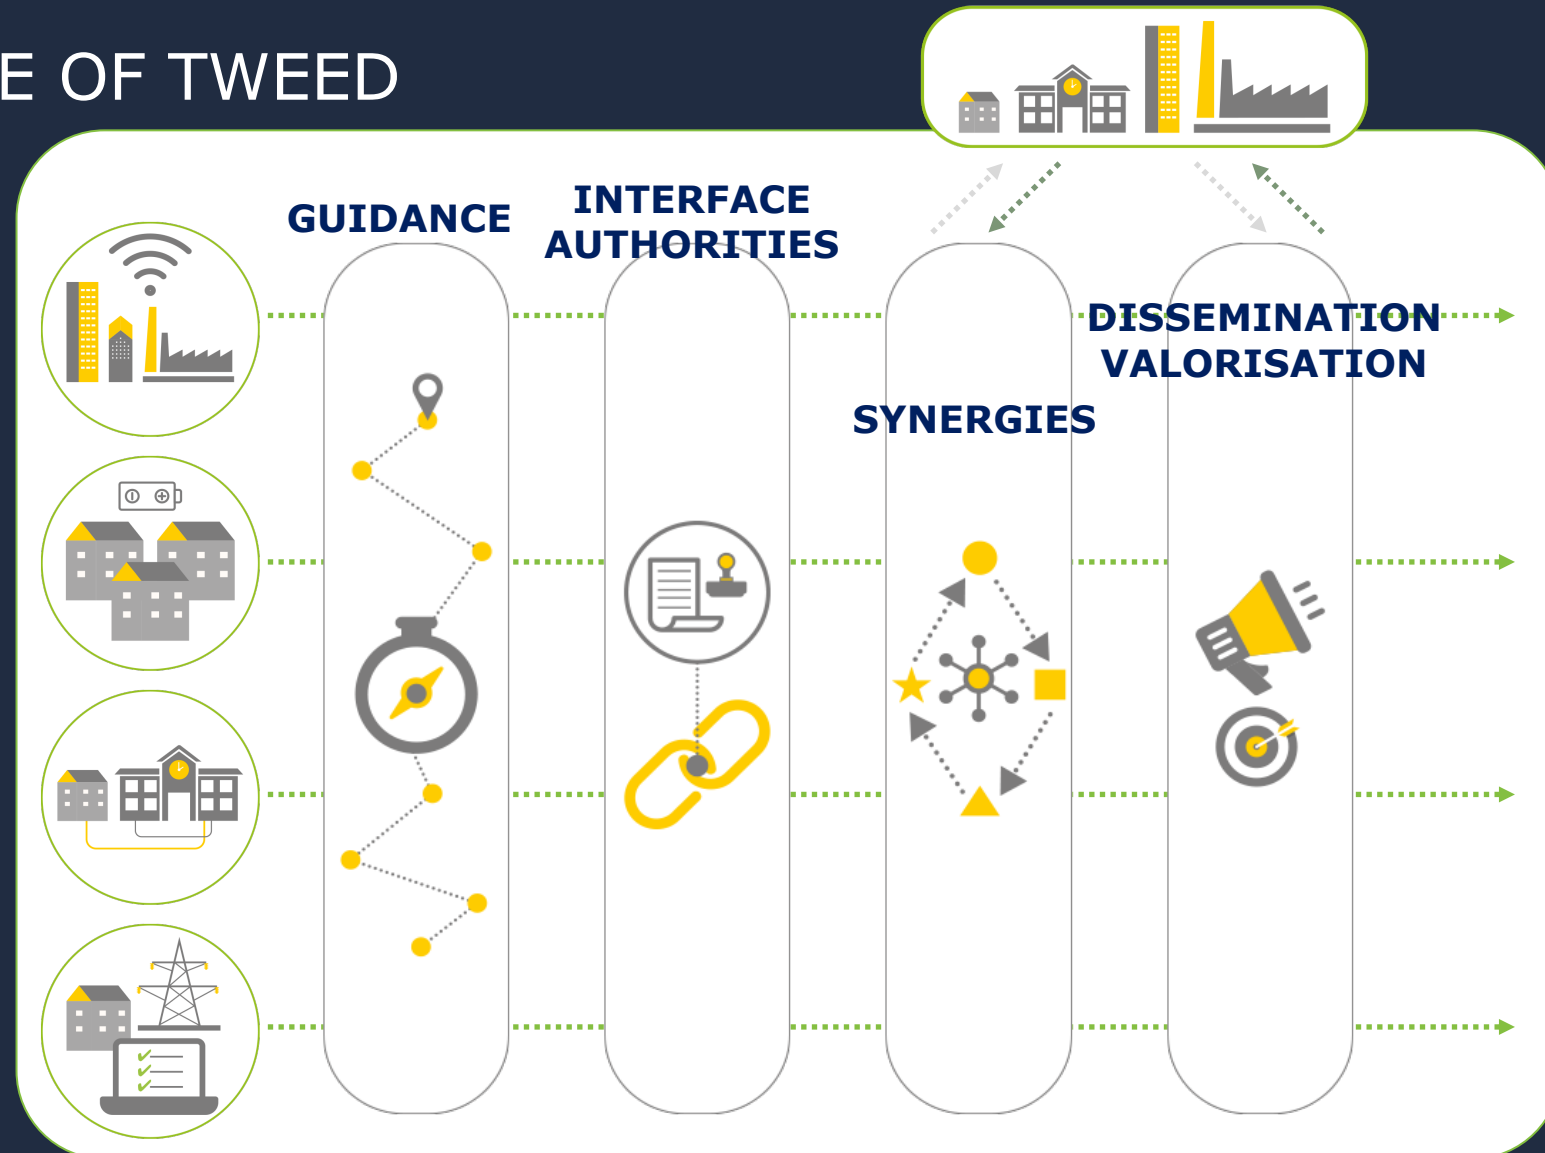 E OF TWEED
GUIDANCE
INTERFACE
AUTHORITIES
SYNERGIES
DISSEMINATION
VALORISATION